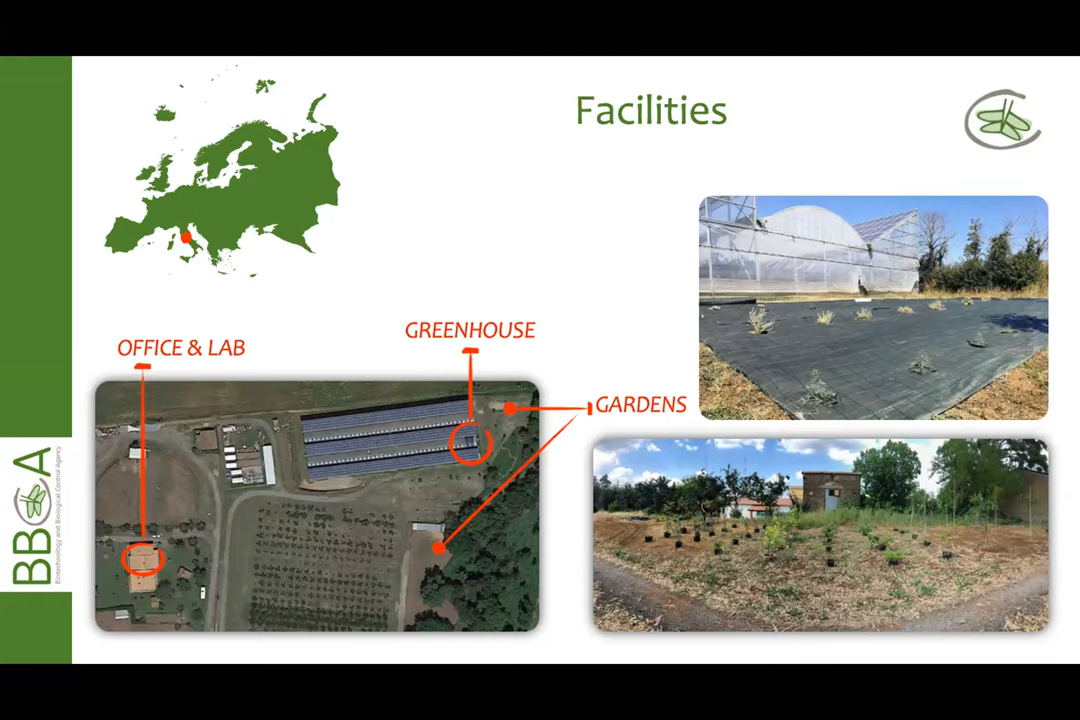 Facilities
OFFICE & LAB
GREENHOUSE
GARDENS
BBCA
Biotechnology and Biological Control Agency